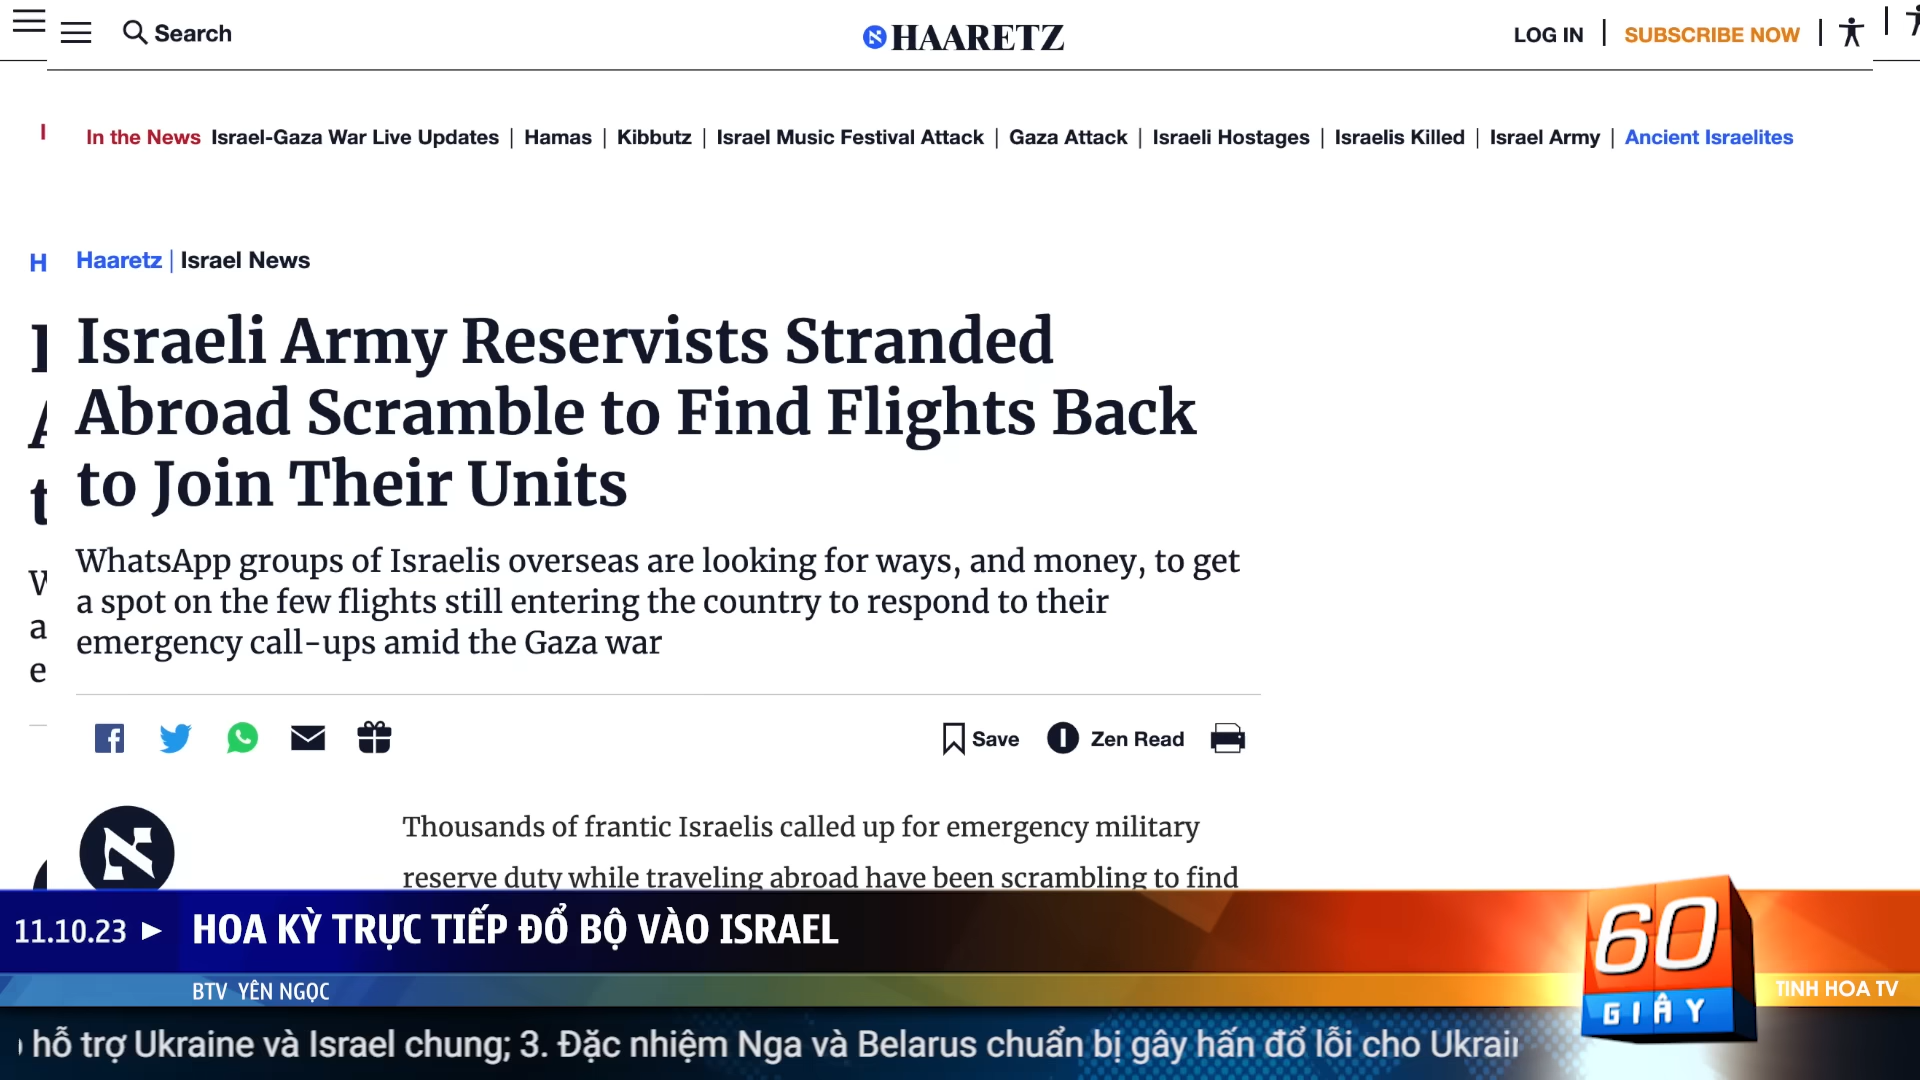 Search
HAARETZ
LOG IN | SUBSCRIBE NOW |
In the News Israel-Gaza War Live Updates | Hamas | Kibbutz | Israel Music Festival Attack | Gaza Attack | Israeli Hostages | Israelis Killed | Israel Army | Ancient Israelites
Haaretz | Israel News
Israeli Army Reservists Stranded
Abroad Scramble to Find Flights Back
to Join Their Units
WhatsApp groups of Israelis overseas are looking for ways, and money, to get
a spot on the few flights still entering the country to respond to their
emergency call-ups amid the Gaza war
Save
Zen Read
Thousands of frantic Israelis called up for emergency military
reserve duty while traveling abroad have been scrambling to find
11.10.23 ► HOA KỲ TRỰC TIẾP ĐỔ BỘ VÀO ISRAEL
BTV YÊN NGỌC
60
GIÂY
TINH HOA TV
hỗ trợ Ukraine và Israel chung; 3. Đặc nhiệm Nga và Belarus chuẩn bị gây hấn đổ lỗi cho Ukrain